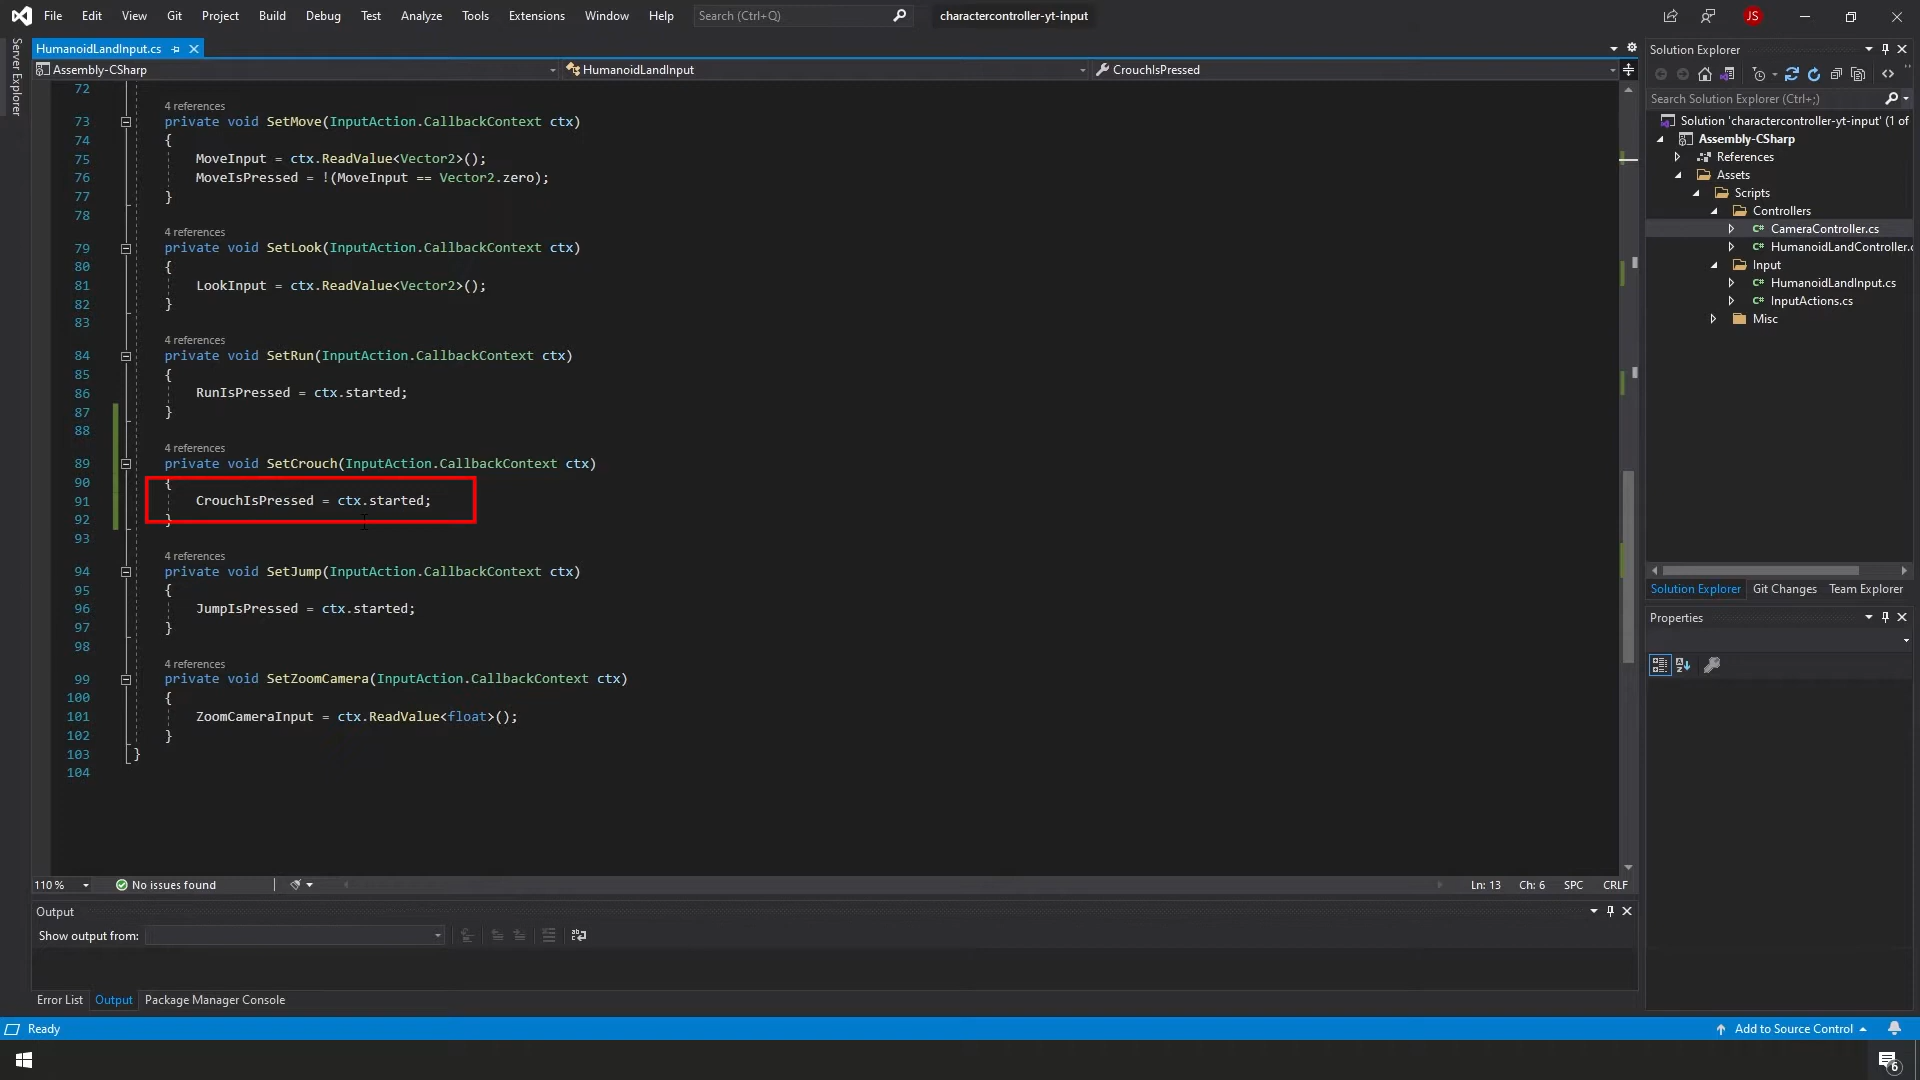 File Edit View Git Project Build Debug Test Analyze Tools Extensions Window Help Search (Ctrl+Q) charactercontroller-yt-input JS
Server Explorer
HumanoidLandInput.cs
Assembly-CSharp HumanoidLandInput CrouchIsPressed
72
4 references
73 private void SetMove(InputAction.CallbackContext ctx)
74 {
75 MoveInput = ctx.ReadValue<Vector2>();
76 MoveIsPressed = !(MoveInput == Vector2.zero);
77 }
78
4 references
79 private void SetLook(InputAction.CallbackContext ctx)
80 {
81 LookInput = ctx.ReadValue<Vector2>();
82 }
83
4 references
84 private void SetRun(InputAction.CallbackContext ctx)
85 {
86 RunIsPressed = ctx.started;
87 }
88
4 references
89 private void SetCrouch(InputAction.CallbackContext ctx)
90 {
91 CrouchIsPressed = ctx.started;
92 }
93
4 references
94 private void SetJump(InputAction.CallbackContext ctx)
95 {
96 JumpIsPressed = ctx.started;
97 }
98
4 references
99 private void SetZoomCamera(InputAction.CallbackContext ctx)
100 {
101 ZoomCameraInput = ctx.ReadValue<float>();
102 }
103 }
104
110 % No issues found Ln: 13 Ch: 6 SPC CRLF
Output
Show output from:
Error List Output Package Manager Console
Solution Explorer
Search Solution Explorer (Ctrl+;)
Solution 'charactercontroller-yt-input' (1 of
Assembly-CSharp
References
Assets
Scripts
Controllers
C# CameraController.cs
C# HumanoidLandController.c
Input
C# HumanoidLandInput.cs
C# InputActions.cs
Misc
Solution Explorer Git Changes Team Explorer
Properties
Ready Add to Source Control
6